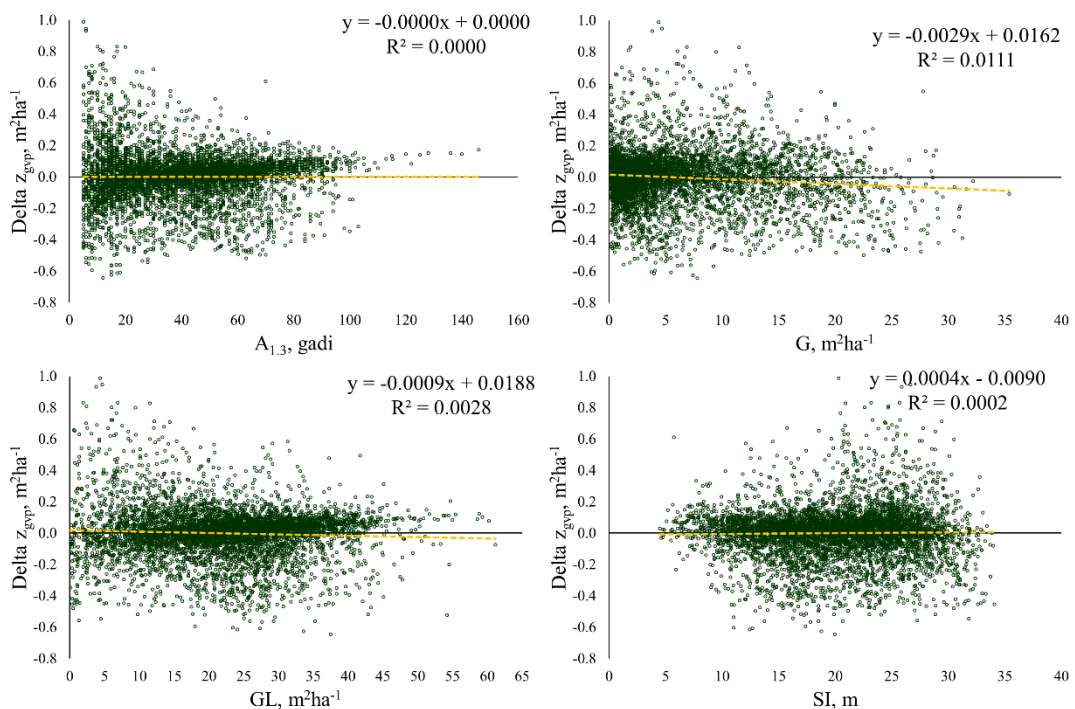 y = -0.0000x + 0.0000
R² = 0.0000
1.0
0.8
0.6
0.4
0.2
0.0
-0.2
-0.4
-0.6
-0.8
Delta z_gvp, m²ha⁻¹
0 20 40 60 80 100 120 140 160
A₁.₃, gadi
y = -0.0029x + 0.0162
R² = 0.0111
1.0
0.8
0.6
0.4
0.2
0.0
-0.2
-0.4
-0.6
-0.8
Delta z_gvp, m²ha⁻¹
0 5 10 15 20 25 30 35 40
G, m²ha⁻¹
y = -0.0009x + 0.0188
R² = 0.0028
1.0
0.8
0.6
0.4
0.2
0.0
-0.2
-0.4
-0.6
-0.8
Delta z_gvp, m²ha⁻¹
0 5 10 15 20 25 30 35 40 45 50 55 60 65
GL, m²ha⁻¹
y = 0.0004x - 0.0090
R² = 0.0002
1.0
0.8
0.6
0.4
0.2
0.0
-0.2
-0.4
-0.6
-0.8
Delta z_gvp, m²ha⁻¹
0 5 10 15 20 25 30 35 40
SI, m